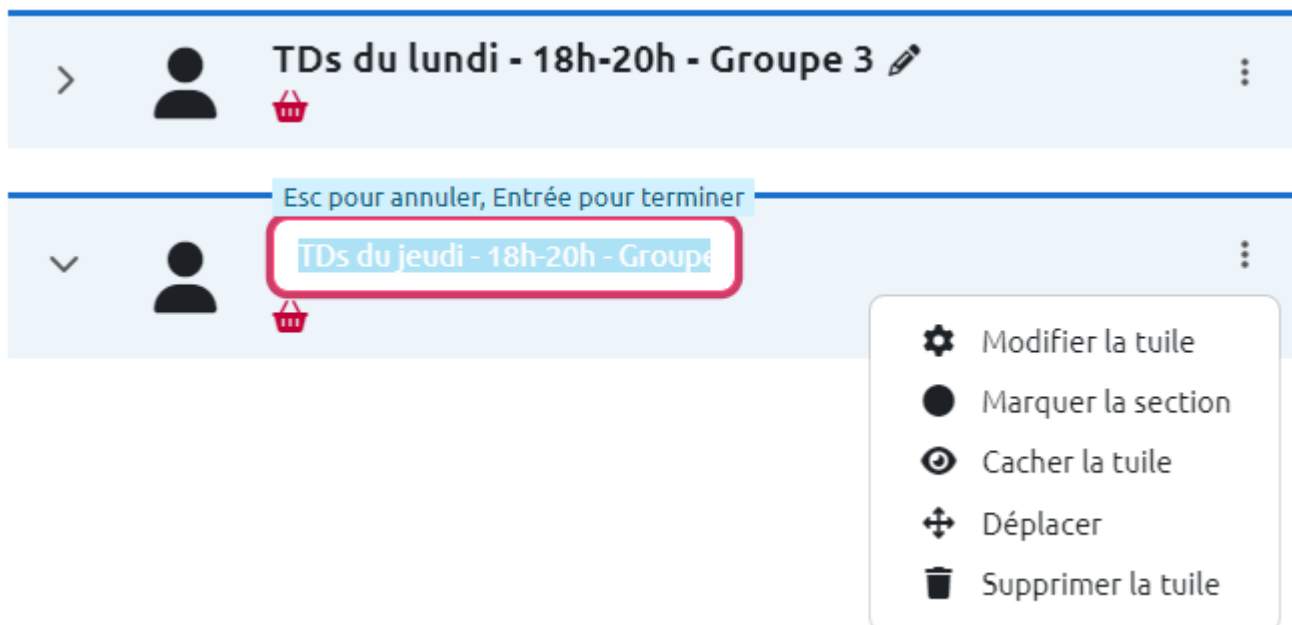 TDs du lundi - 18h-20h - Groupe 3
Esc pour annuler, Entrée pour terminer
TDs du jeudi - 18h-20h - Groupe
Modifier la tuile
Marquer la section
Cacher la tuile
Déplacer
Supprimer la tuile